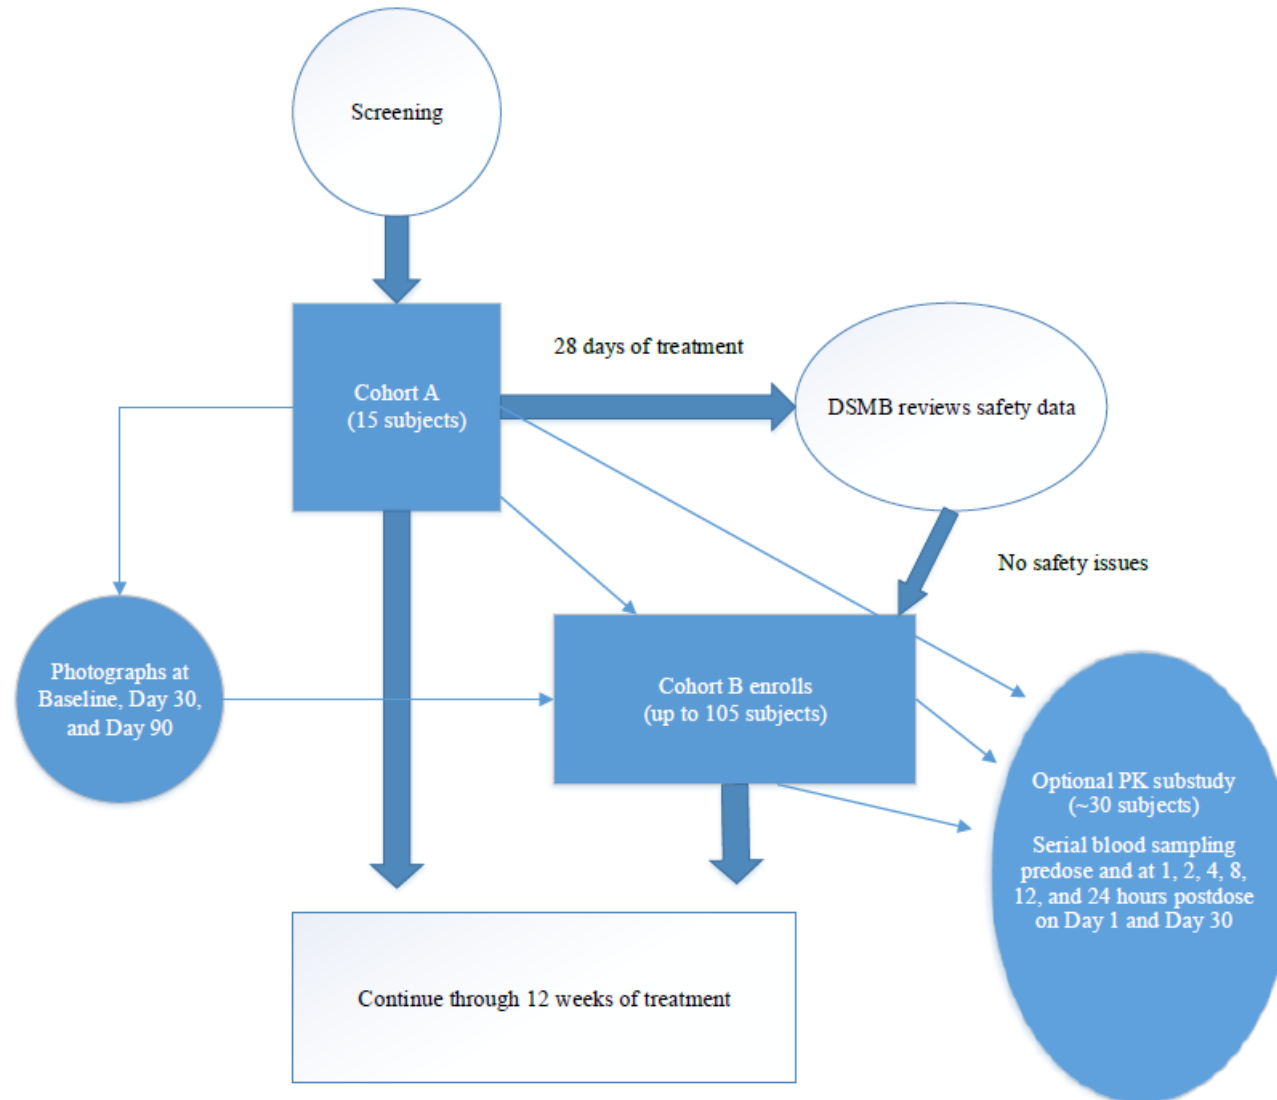 Screening
28 days of treatment
Cohort A
(15 subjects)
DSMB reviews safety data
No safety issues
Photographs at
Baseline, Day 30,
and Day 90
Cohort B enrolls
(up to 105 subjects)
Optional PK substudy
(~30 subjects)
Serial blood sampling
predose and at 1, 2, 4, 8,
12, and 24 hours postdose
on Day 1 and Day 30
Continue through 12 weeks of treatment